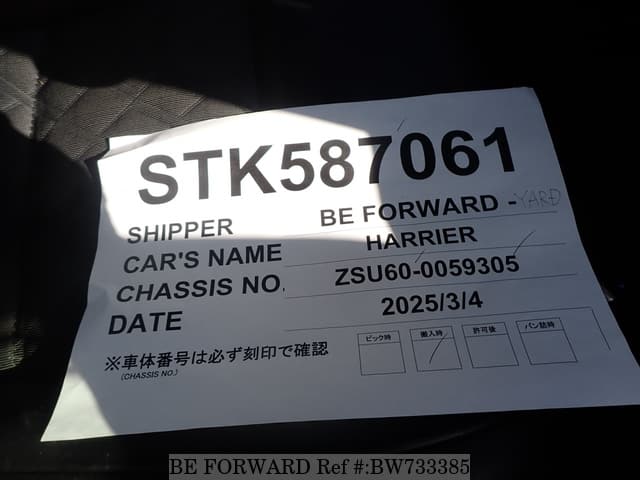 STK587061
SHIPPER BE FORWARD -YARD
CAR'S NAME HARRIER
CHASSIS NO. ZSU60-0059305
DATE 2025/3/4
※車体番号は必ず刻印で確認
(CHASSIS NO.)
ピック時 搬入時 許可後 バン詰時
BE FORWARD Ref #:BW733385